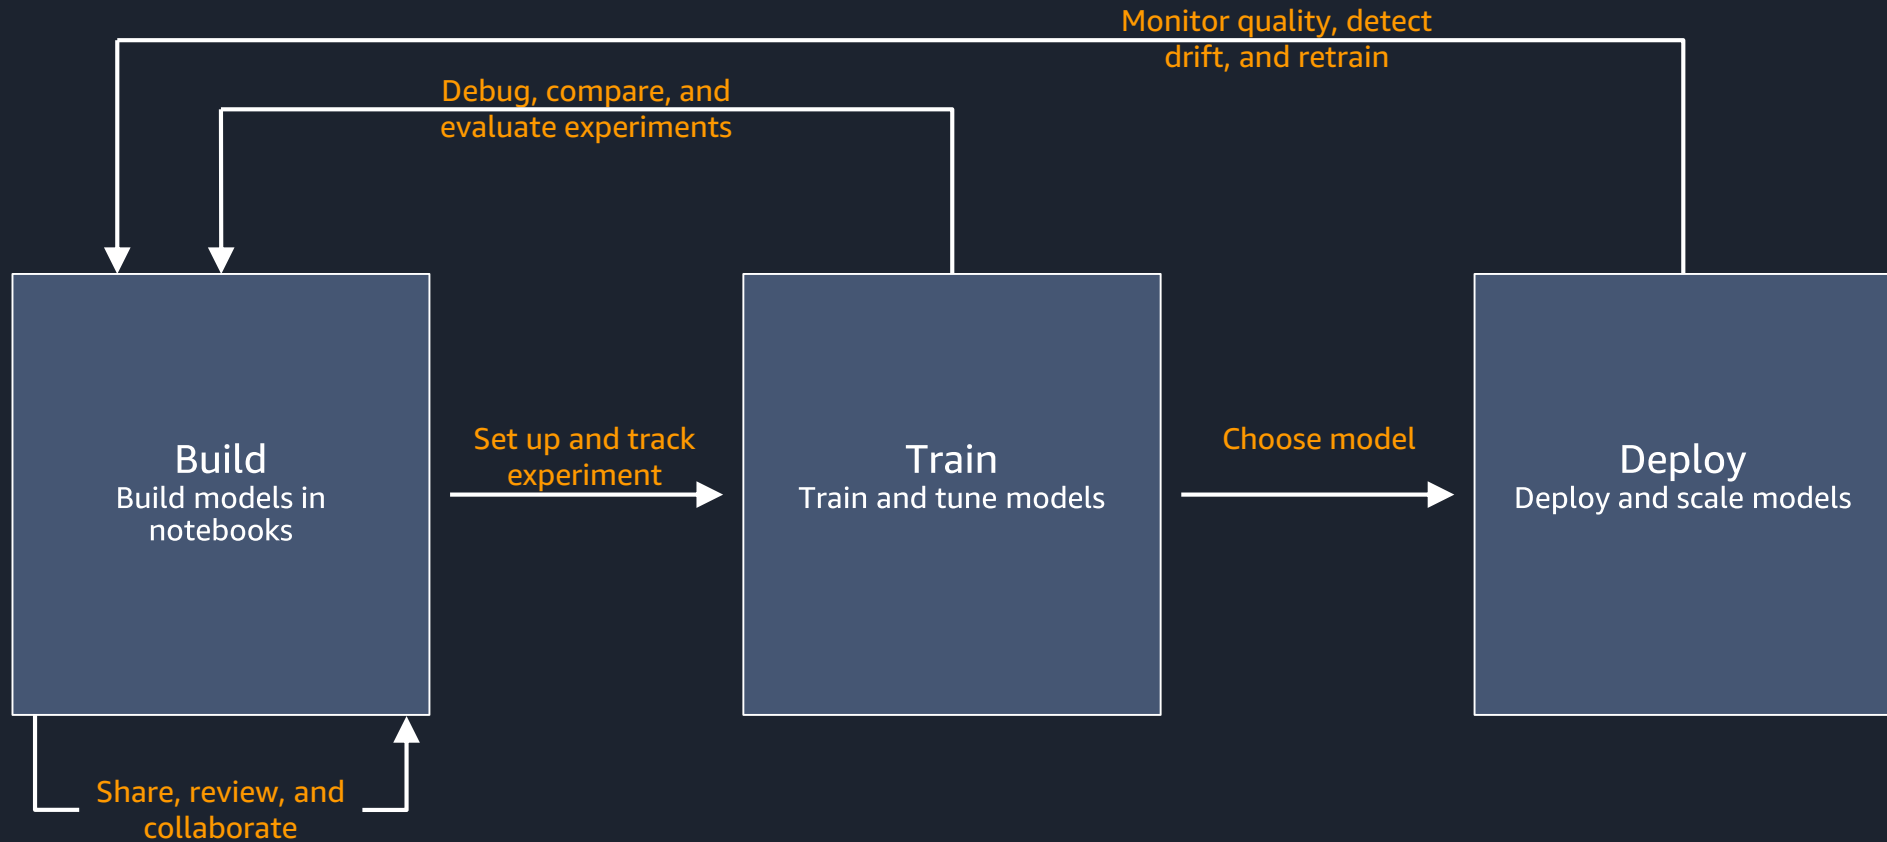 Monitor quality, detect
drift, and retrain
Debug, compare, and
evaluate experiments
Build
Build models in
notebooks
Set up and track
experiment
Train
Train and tune models
Choose model
Deploy
Deploy and scale models
Share, review, and
collaborate